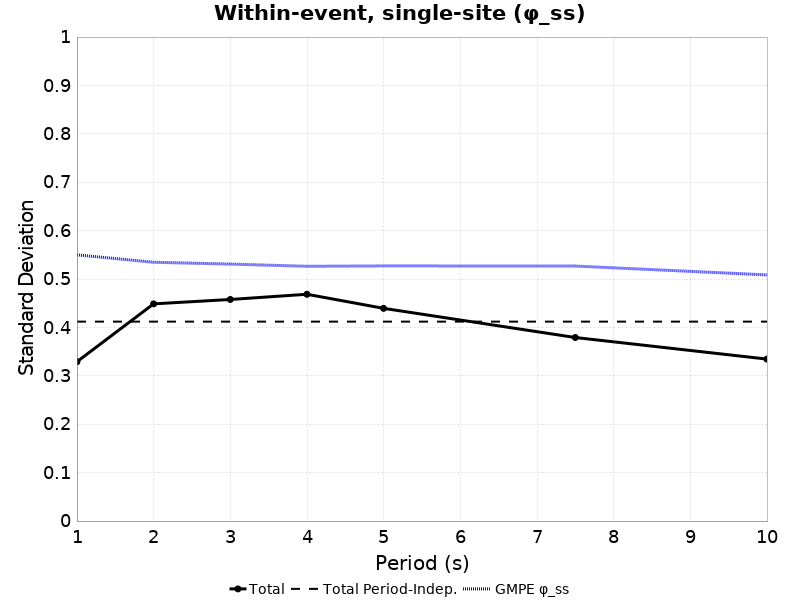 Within-event, single-site (φ_ss)
1
0.9
0.8
0.7
0.6
0.5
0.4
0.3
0.2
0.1
0
Standard Deviation
1 2 3 4 5 6 7 8 9 10
Period (s)
Total Total Period-Indep. GMPE φ_ss